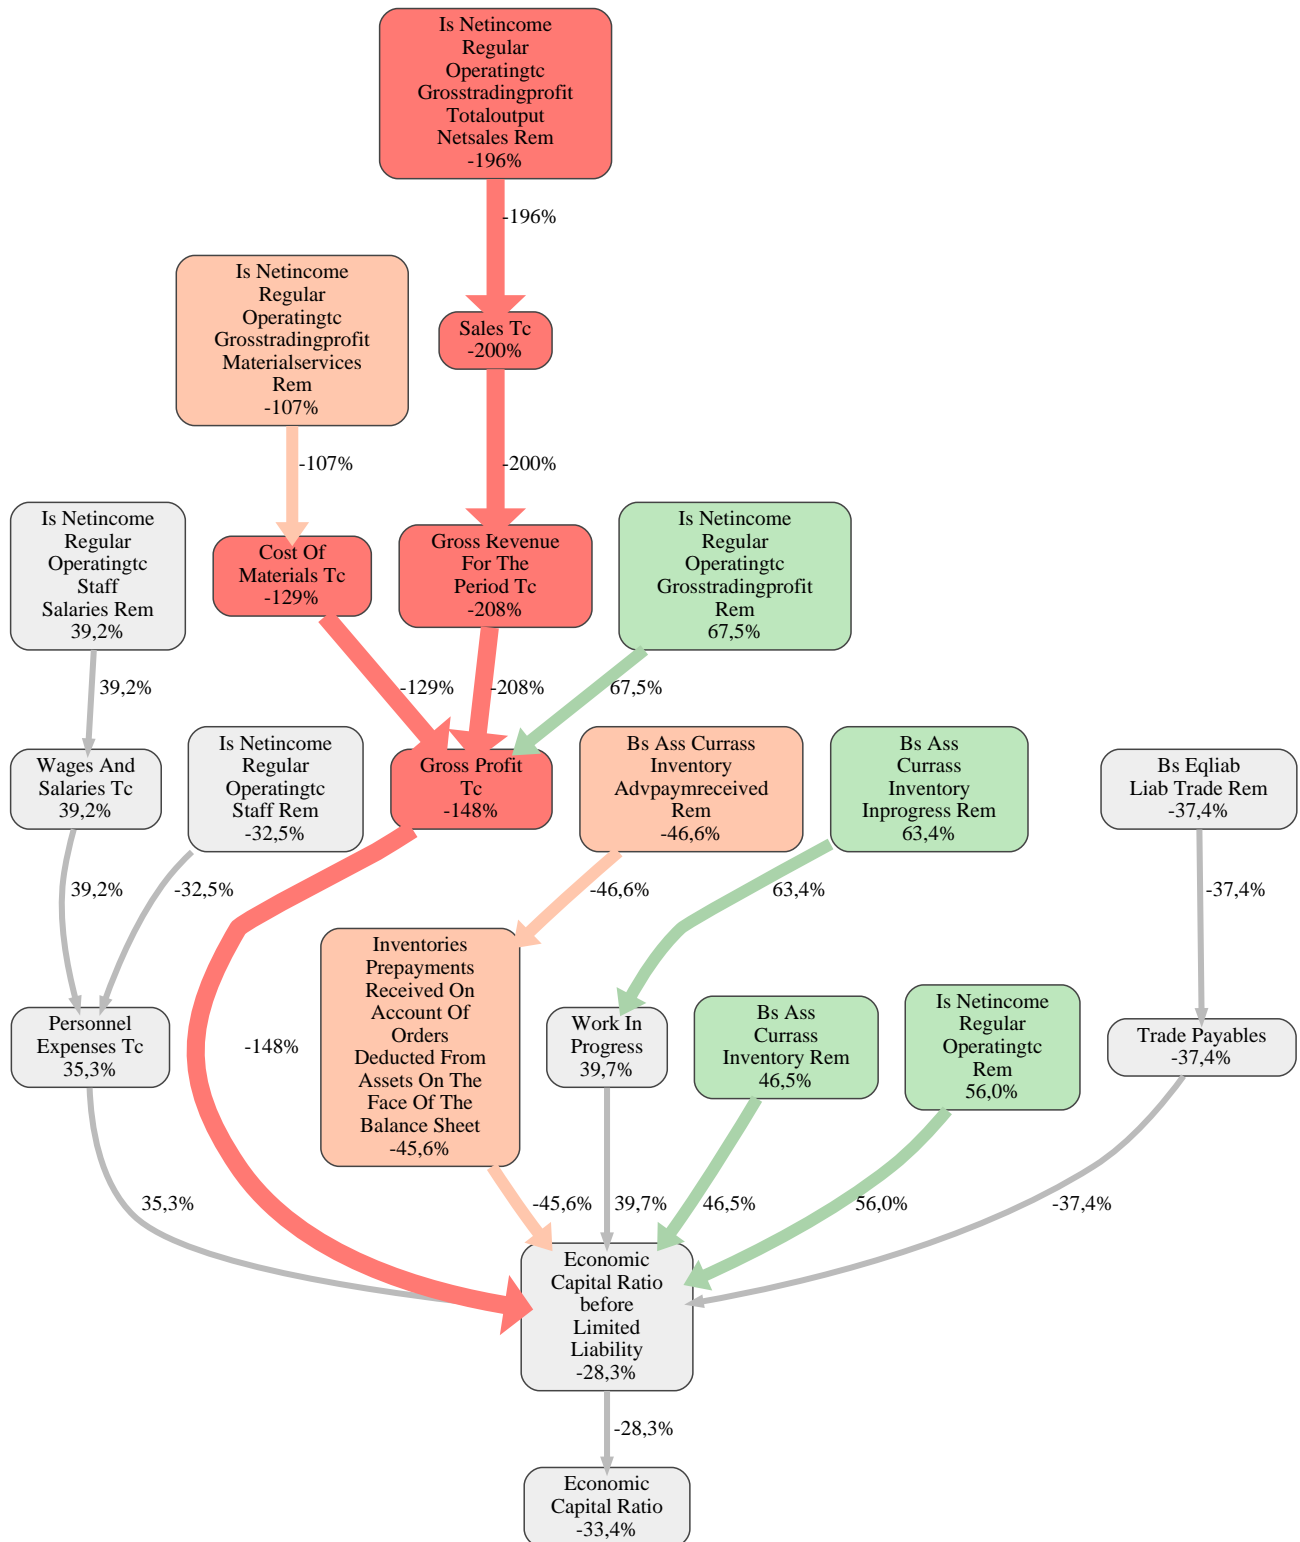 Is Netincome
Regular
Operatingtc
Grosstradingprofit
Totaloutput
Netsales Rem
-196%
-196%
Is Netincome
Regular
Operatingtc
Grosstradingprofit
Materialservices
Rem
-107%
Sales Tc
-200%
-107%
-200%
Is Netincome
Regular
Operatingtc
Staff
Salaries Rem
39,2%
Cost Of
Materials Tc
-129%
Gross Revenue
For The
Period Tc
-208%
Is Netincome
Regular
Operatingtc
Grosstradingprofit
Rem
67,5%
39,2%
-129%
-208%
67,5%
Wages And
Salaries Tc
39,2%
Is Netincome
Regular
Operatingtc
Staff Rem
-32,5%
Gross Profit
Tc
-148%
Bs Ass Currass
Inventory
Advpaymreceived
Rem
-46,6%
Bs Ass
Currass
Inventory
Inprogress Rem
63,4%
Bs Eqliab
Liab Trade Rem
-37,4%
39,2%
-32,5%
-46,6%
63,4%
-37,4%
Personnel
Expenses Tc
35,3%
-148%
Inventories
Prepayments
Received On
Account Of
Orders
Deducted From
Assets On The
Face Of The
Balance Sheet
-45,6%
Work In
Progress
39,7%
Bs Ass
Currass
Inventory Rem
46,5%
Is Netincome
Regular
Operatingtc
Rem
56,0%
Trade Payables
-37,4%
35,3%
-45,6%
39,7%
46,5%
56,0%
-37,4%
Economic
Capital Ratio
before
Limited
Liability
-28,3%
-28,3%
Economic
Capital Ratio
-33,4%